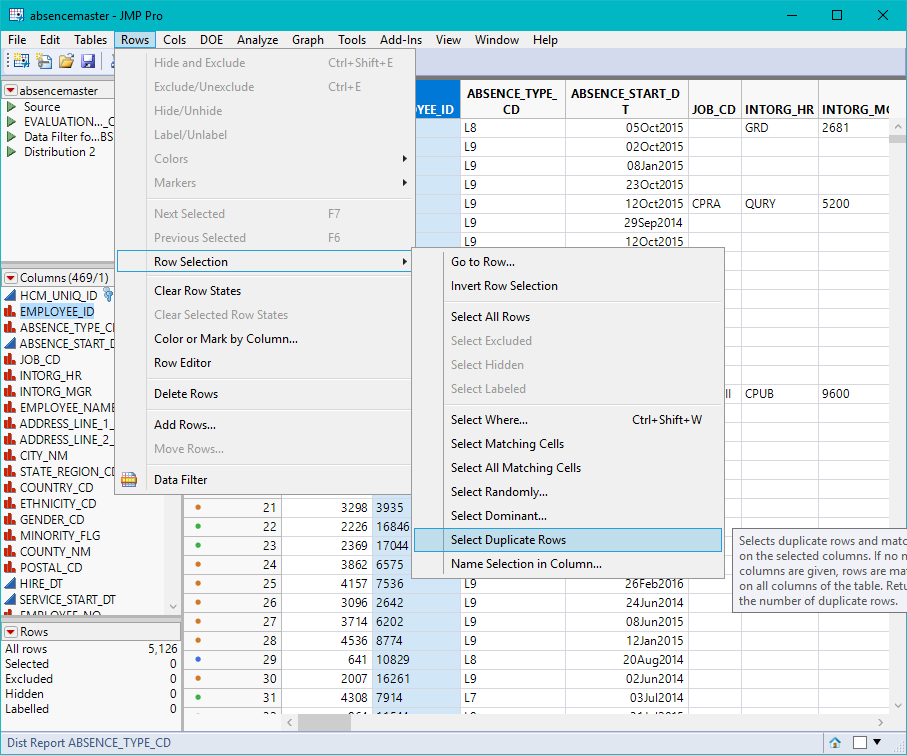 absencemaster - JMP Pro
File Edit Tables Rows Cols DOE Analyze Graph Tools Add-Ins View Window Help
absencemaster
Source
EVALUATION..._C
Data Filter fo...BS
Distribution 2
Columns (469/1)
HCM_UNIQ_ID
EMPLOYEE_ID
ABSENCE_TYPE_C
ABSENCE_START_D
JOB_CD
INTORG_HR
INTORG_MGR
EMPLOYEE_NAME
ADDRESS_LINE_1_
ADDRESS_LINE_2_
CITY_NM
STATE_REGION_CD
COUNTRY_CD
ETHNICITY_CD
GENDER_CD
MINORITY_FLG
COUNTY_NM
POSTAL_CD
HIRE_DT
SERVICE_START_DT
Rows
All rows 5,126
Selected 0
Excluded 0
Hidden 0
Labelled 0
Hide and Exclude Ctrl+Shift+E
Exclude/Unexclude Ctrl+E
Hide/Unhide
Label/Unlabel
Colors
Markers
Next Selected F7
Previous Selected F6
Row Selection
Clear Row States
Clear Selected Row States
Color or Mark by Column...
Row Editor
Delete Rows
Add Rows...
Move Rows...
Data Filter
Go to Row...
Invert Row Selection
Select All Rows
Select Excluded
Select Hidden
Select Labeled
Select Where... Ctrl+Shift+W
Select Matching Cells
Select All Matching Cells
Select Randomly...
Select Dominant...
Select Duplicate Rows
Name Selection in Column...
Selects duplicate rows and matc
on the selected columns. If no n
columns are given, rows are ma
on all columns of the table. Retu
the number of duplicate rows.
YEE_ID ABSENCE_TYPE_CD ABSENCE_START_DT JOB_CD INTORG_HR INTORG_MG
L8 05Oct2015 GRD 2681
L9 02Oct2015
L9 08Jan2015
L9 23Oct2015
L9 12Oct2015 CPRA QURY 5200
L9 29Sep2014
L9 12Oct2015
II CPUB 9600
21 3298 3935
22 2226 16846
23 2369 17044
24 3862 6575
25 4157 7536 L9 26Feb2016
26 3096 2642 L9 24Jun2014
27 3714 6202 L9 08Jun2015
28 4536 8774 L9 12Jan2015
29 641 10829 L8 20Aug2014
30 2007 16261 L9 02Jun2014
31 4308 7914 L7 03Jul2014
Dist Report ABSENCE_TYPE_CD